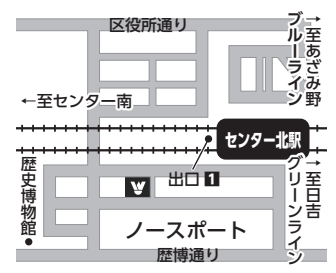 区役所通り
ブルーライン
→至あざみ野
←至センター南
センター北駅
出口 1
歴史博物館
グリーンライン
→至日吉
ノースポート
歴博通り